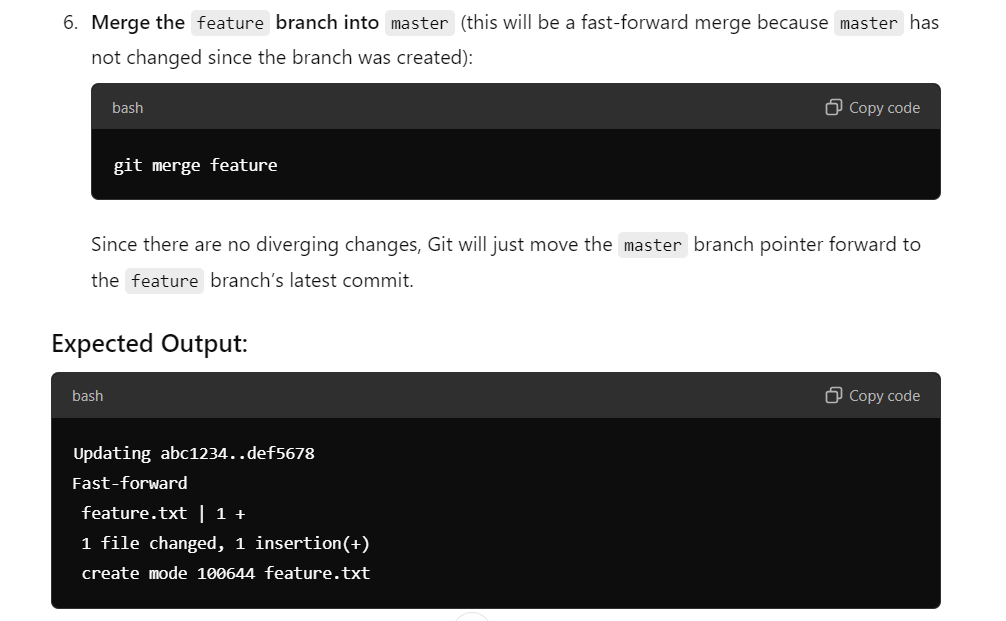 6. Merge the feature branch into master (this will be a fast-forward merge because master has
not changed since the branch was created):
bash
Copy code
git merge feature
Since there are no diverging changes, Git will just move the master branch pointer forward to
the feature branch’s latest commit.
Expected Output:
bash
Copy code
Updating abc1234..def5678
Fast-forward
feature.txt | 1 +
1 file changed, 1 insertion(+)
create mode 100644 feature.txt